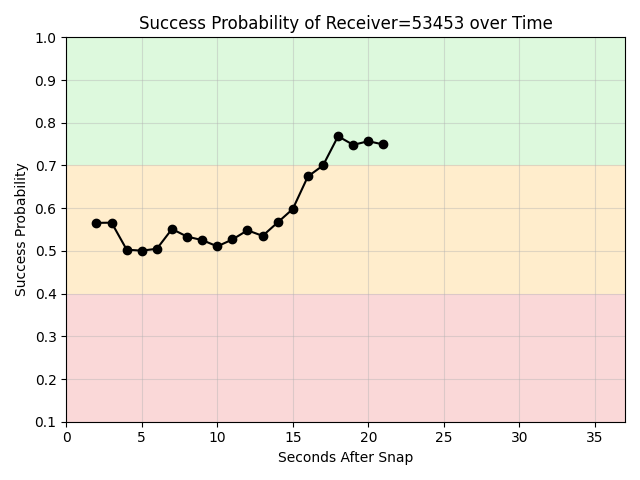 Success Probability of Receiver=53453 over Time
1.0
0.9
0.8
0.7
0.6
0.5
0.4
0.3
0.2
0.1
Success Probability
0 5 10 15 20 25 30 35
Seconds After Snap